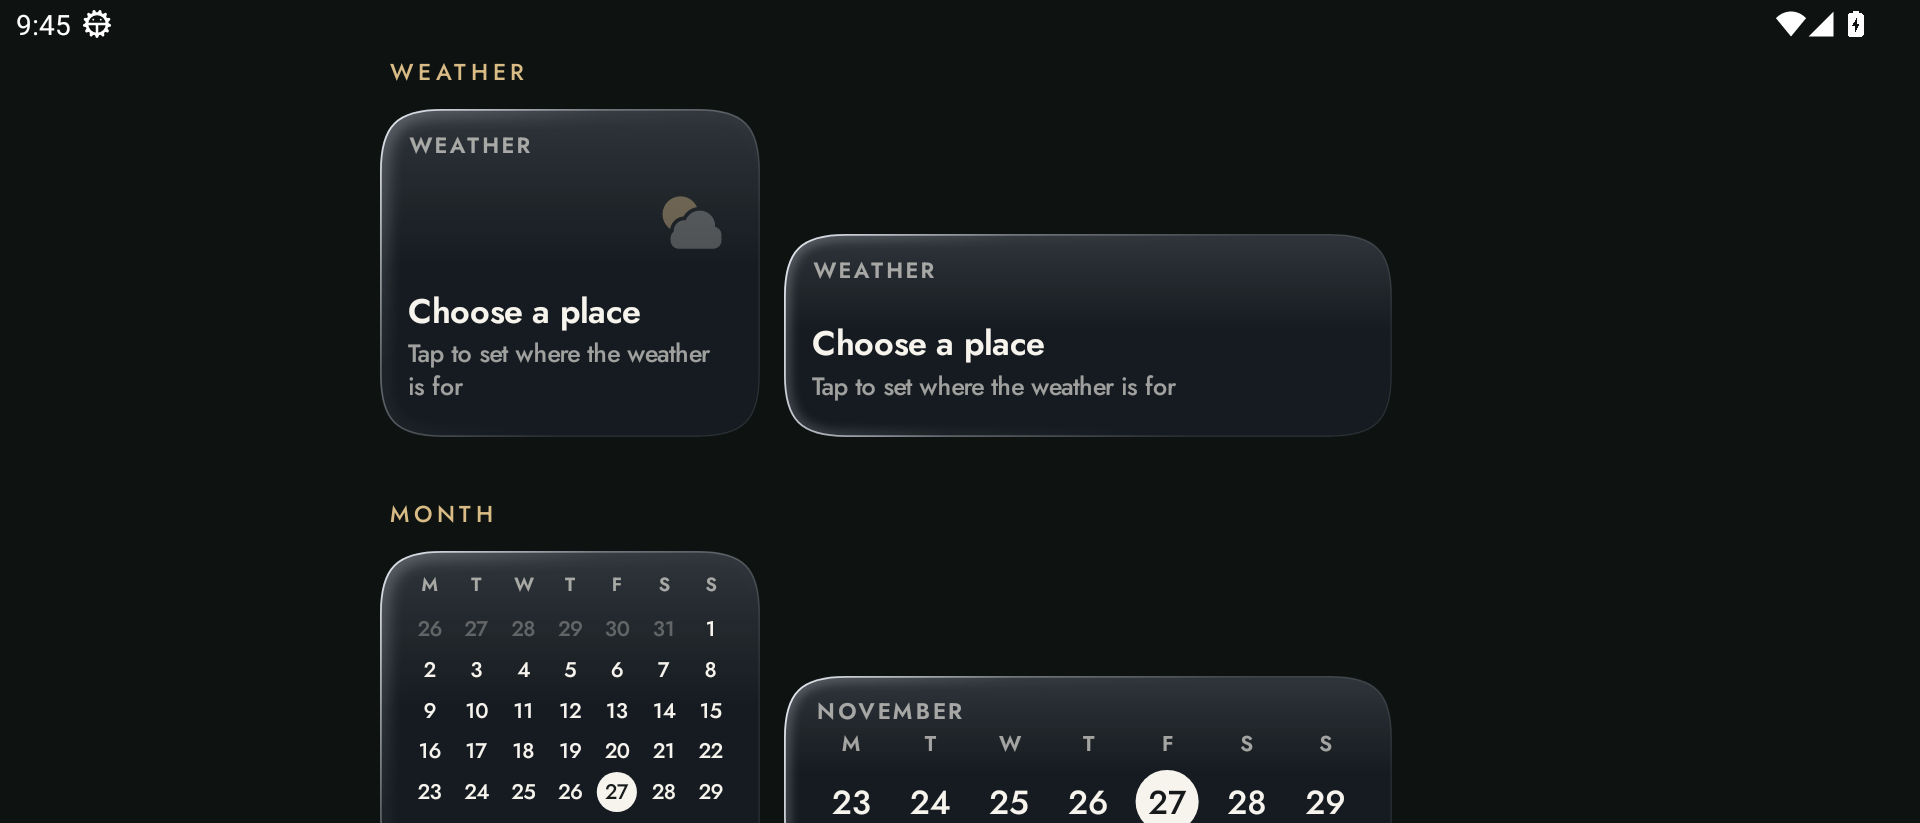 9:45
WEATHER
WEATHER
Choose a place
Tap to set where the weather
is for
WEATHER
Choose a place
Tap to set where the weather is for
MONTH
M T W T F S S
26 27 28 29 30 31 1
2 3 4 5 6 7 8
9 10 11 12 13 14 15
16 17 18 19 20 21 22
23 24 25 26 27 28 29
NOVEMBER
M T W T F S S
23 24 25 26 27 28 29